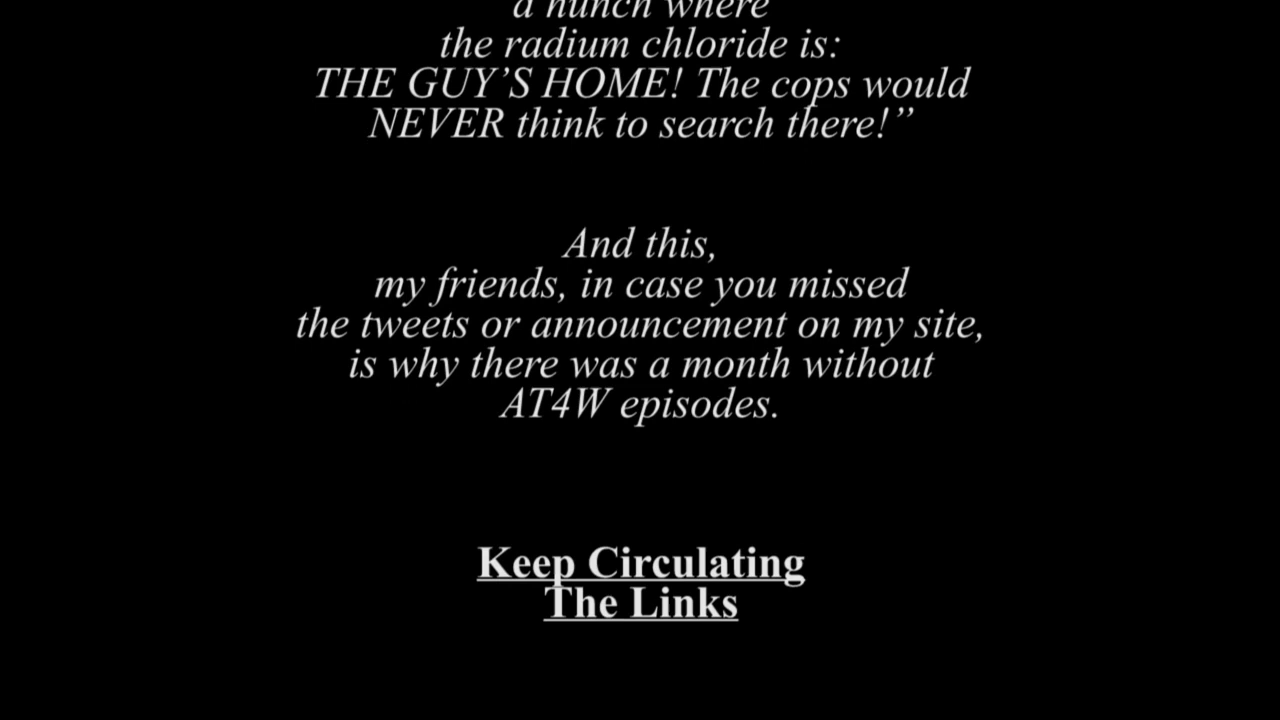 a hunch where
the radium chloride is:
THE GUY’S HOME! The cops would
NEVER think to search there!”
And this,
my friends, in case you missed
the tweets or announcement on my site,
is why there was a month without
AT4W episodes.
Keep Circulating
The Links